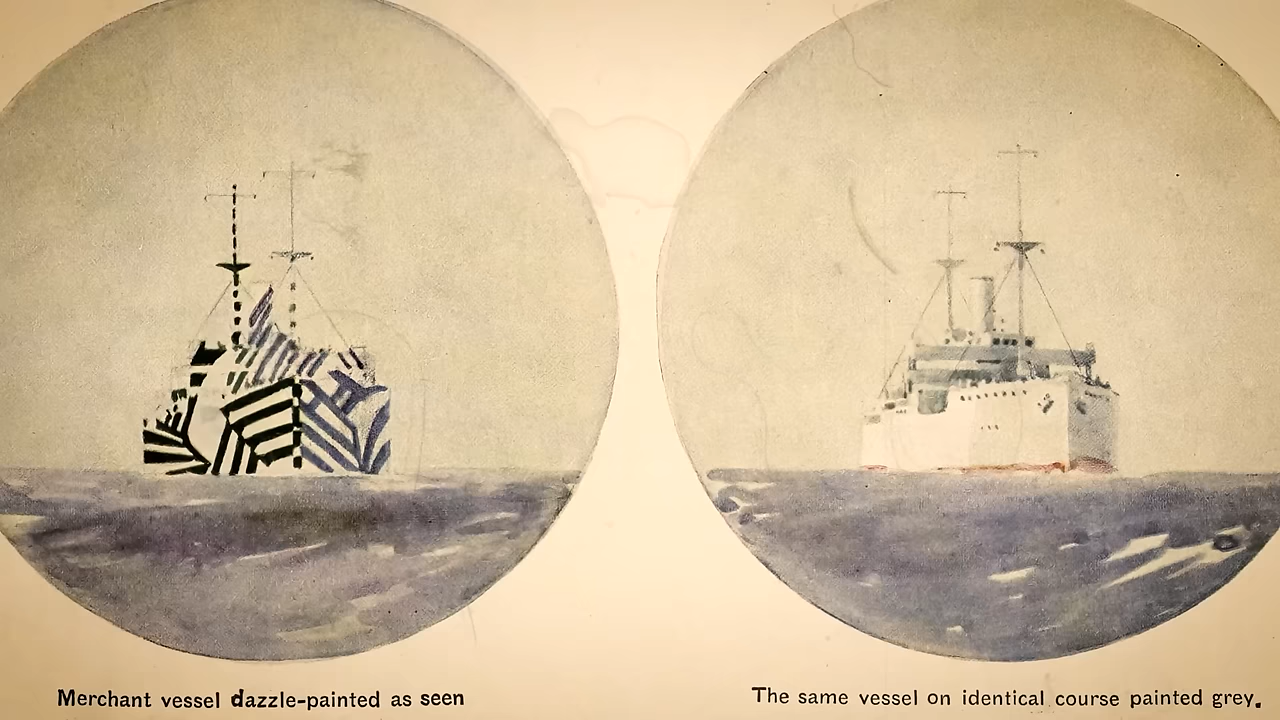 Merchant vessel dazzle-painted as seen
The same vessel on identical course painted grey.